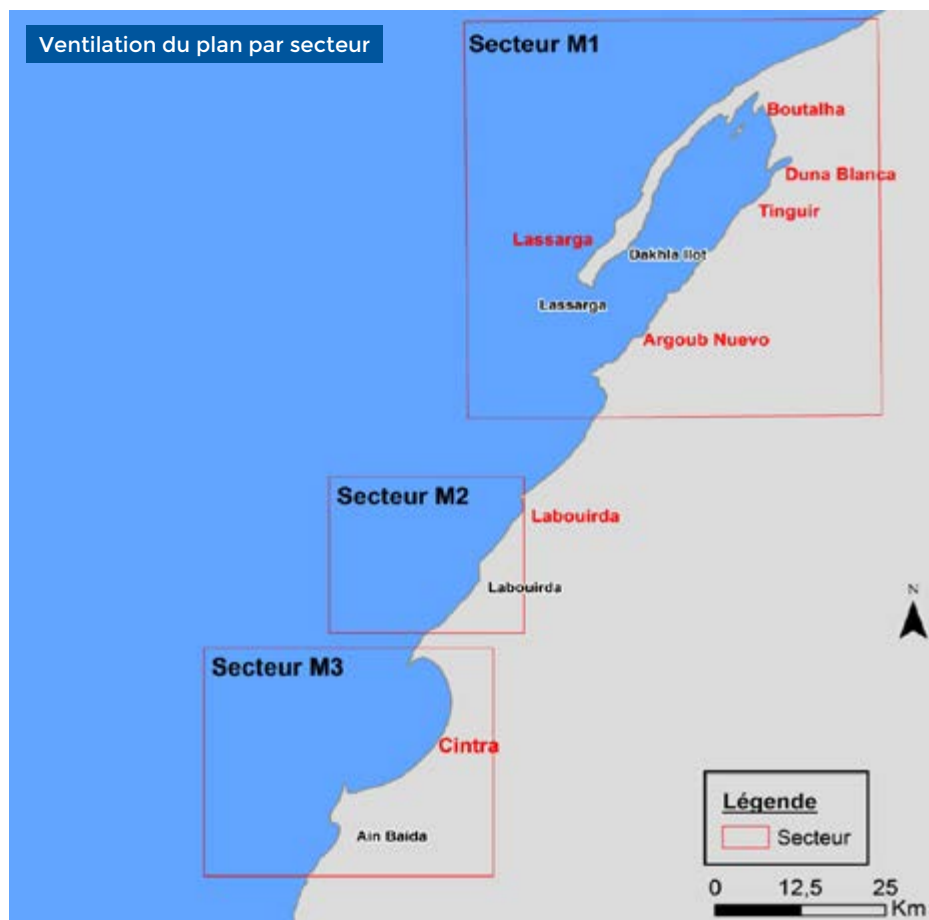 Ventilation du plan par secteur
Secteur M1
Boutalha
Duna Blanca
Tinguir
Lassarga
Dakhla Ilot
Lassarga
Argoub Nuevo
Secteur M2
Labouirda
Labouirda
N
Secteur M3
Cintra
Ain Baida
Légende
Secteur
0 12,5 25
Km